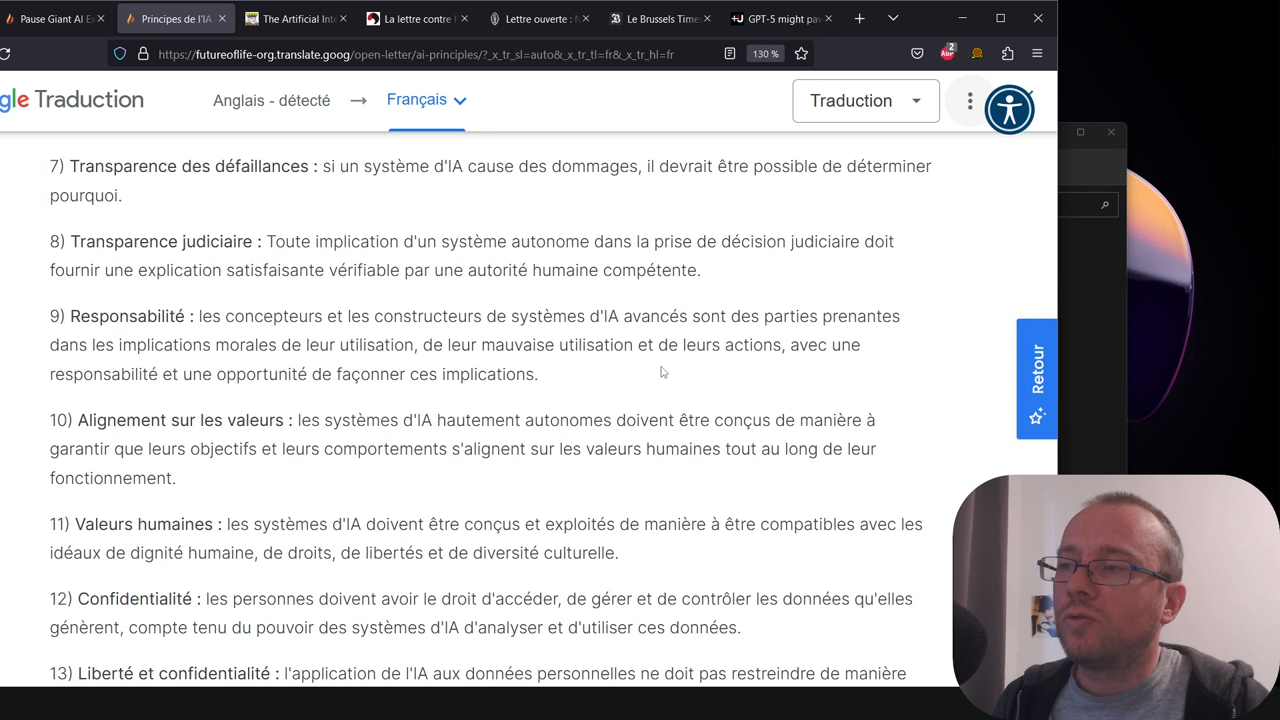 Pause Giant AI Ex
Principes de l'IA
The Artificial Inte
La lettre contre l'
Lettre ouverte : N
Le Brussels Times
GPT-5 might pav
https://futureoflife-org.translate.goog/open-letter/ai-principles/?_x_tr_sl=auto&_x_tr_tl=fr&_x_tr_hl=fr
130 %
ABP
2
gle Traduction
Anglais - détecté
Français
Traduction
7) Transparence des défaillances : si un système d'IA cause des dommages, il devrait être possible de déterminer
pourquoi.
8) Transparence judiciaire : Toute implication d'un système autonome dans la prise de décision judiciaire doit
fournir une explication satisfaisante vérifiable par une autorité humaine compétente.
9) Responsabilité : les concepteurs et les constructeurs de systèmes d'IA avancés sont des parties prenantes
dans les implications morales de leur utilisation, de leur mauvaise utilisation et de leurs actions, avec une
responsabilité et une opportunité de façonner ces implications.
Retour
10) Alignement sur les valeurs : les systèmes d'IA hautement autonomes doivent être conçus de manière à
garantir que leurs objectifs et leurs comportements s'alignent sur les valeurs humaines tout au long de leur
fonctionnement.
11) Valeurs humaines : les systèmes d'IA doivent être conçus et exploités de manière à être compatibles avec les
idéaux de dignité humaine, de droits, de libertés et de diversité culturelle.
12) Confidentialité : les personnes doivent avoir le droit d'accéder, de gérer et de contrôler les données qu'elles
génèrent, compte tenu du pouvoir des systèmes d'IA d'analyser et d'utiliser ces données.
13) Liberté et confidentialité : l'application de l'IA aux données personnelles ne doit pas restreindre de manière